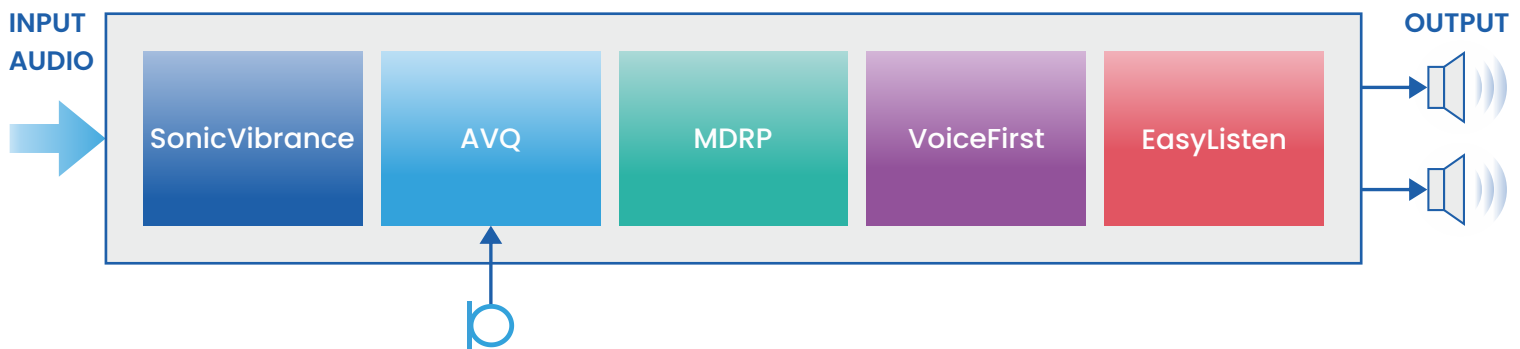 INPUT
AUDIO
OUTPUT
SonicVibrance
AVQ
MDRP
VoiceFirst
EasyListen